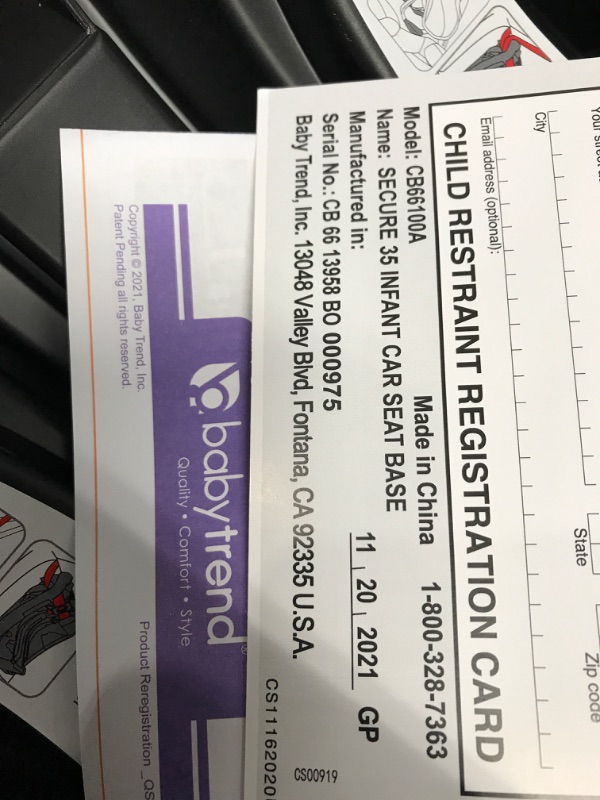 City
State
Zip code
Email address (optional):
CHILD RESTRAINT REGISTRATION CARD
Model: CB66100A Made in China 1-800-328-7363
Name: SECURE 35 INFANT CAR SEAT BASE
Manufactured in: 11 20 2021 GP
Serial No.: CB 66 13958 BO 000975
Baby Trend, Inc. 13048 Valley Blvd, Fontana, CA 92335 U.S.A.
CS00919
CS11162020
babytrend®
Quality • Comfort • Style
Copyright © 2021, Baby Trend, Inc.
Patent Pending all rights reserved.
Product Reregistration _QS